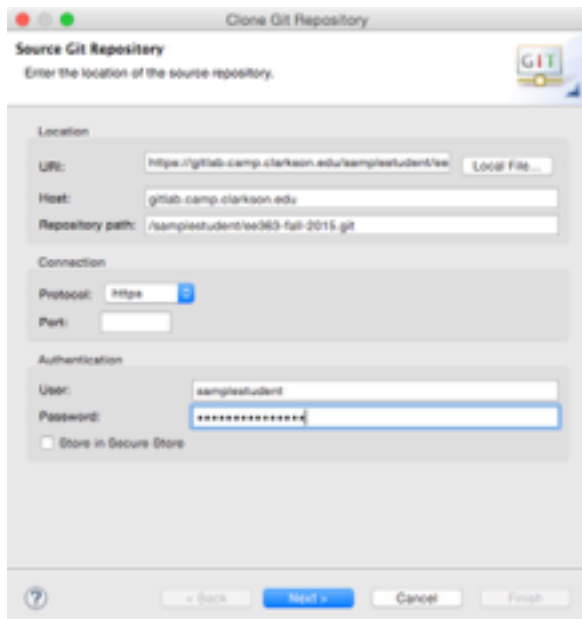 Clone Git Repository
Source Git Repository
Enter the location of the source repository.
GIT
Location
URI: https://gitlab.camp.clarkson.edu/samplestudent/ee Local File...
Host: gitlab.camp.clarkson.edu
Repository path: /samplestudent/ee363-fall-2015.git
Connection
Protocol: https
Port:
Authentication
User: samplestudent
Password: •••••••••••••••
Store in Secure Store
? < Back Next > Cancel Finish